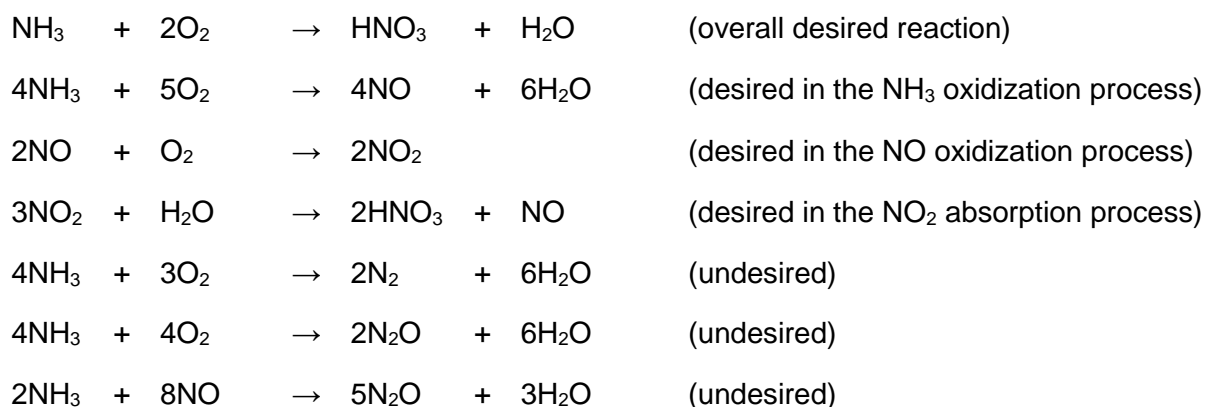 NH₃ + 2O₂ → HNO₃ + H₂O (overall desired reaction)
4NH₃ + 5O₂ → 4NO + 6H₂O (desired in the NH₃ oxidization process)
2NO + O₂ → 2NO₂ (desired in the NO oxidization process)
3NO₂ + H₂O → 2HNO₃ + NO (desired in the NO₂ absorption process)
4NH₃ + 3O₂ → 2N₂ + 6H₂O (undesired)
4NH₃ + 4O₂ → 2N₂O + 6H₂O (undesired)
2NH₃ + 8NO → 5N₂O + 3H₂O (undesired)